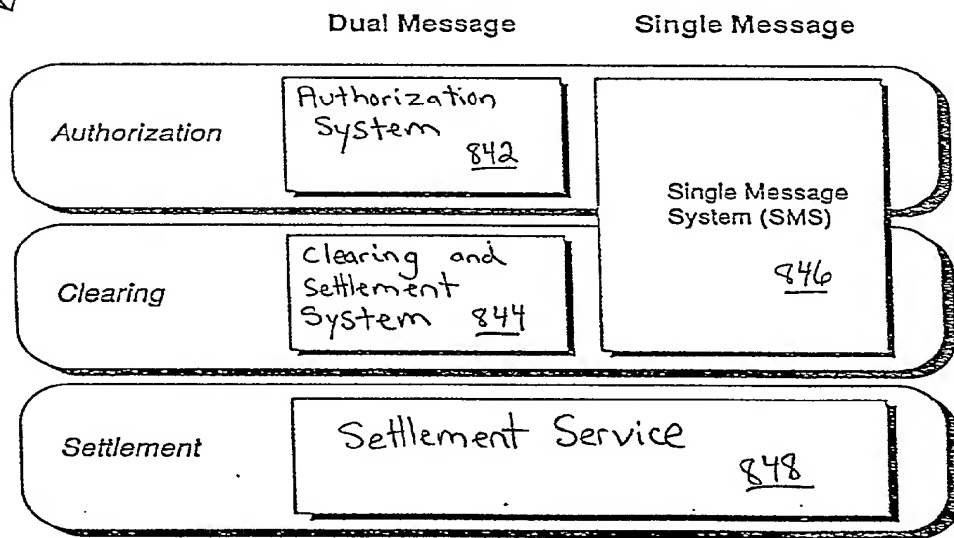 Dual Message Single Message
Authorization
Authorization
System
842
Single Message
System (SMS)
846
Clearing
Clearing and
Settlement
System 844
Settlement
Settlement Service
848